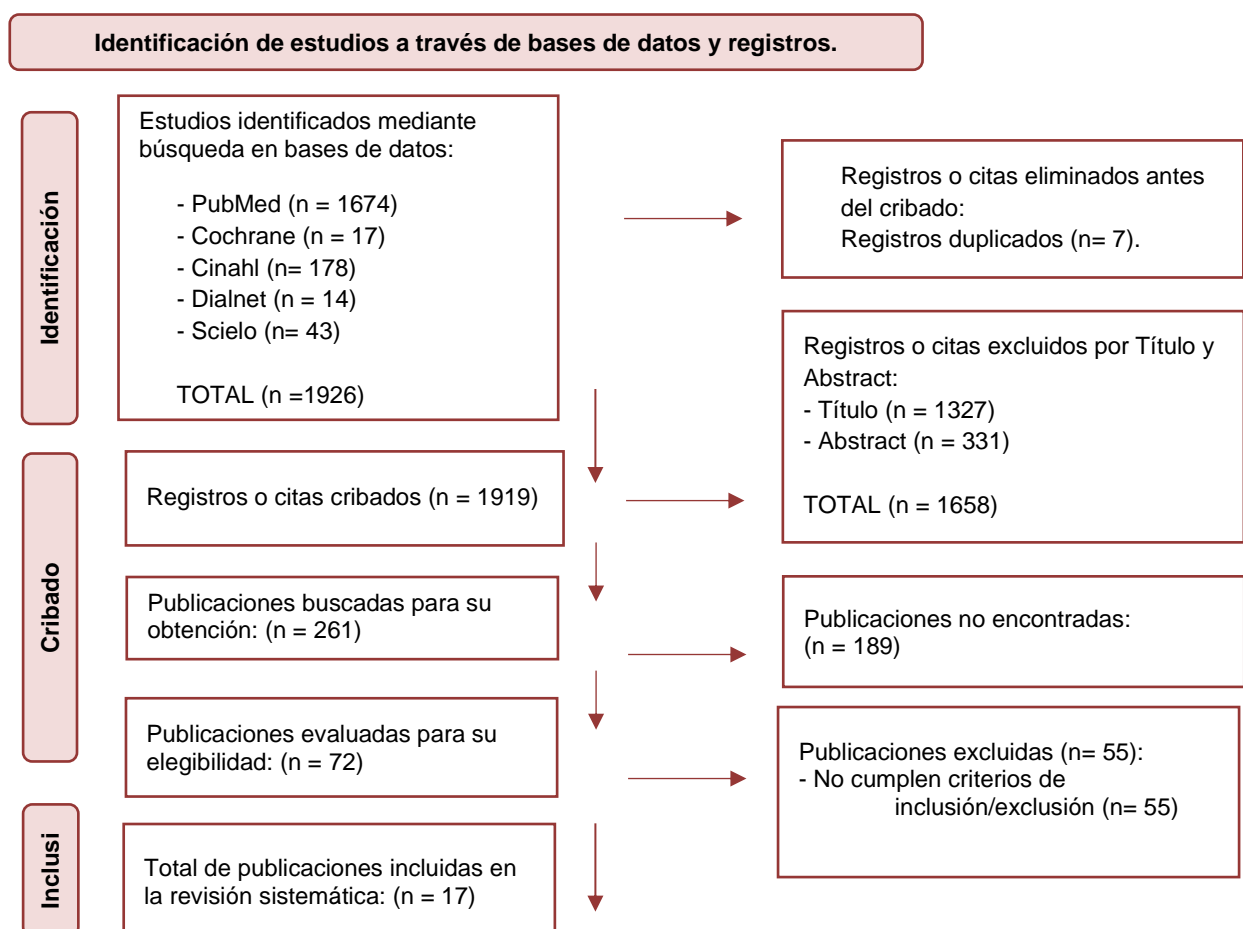 Identificación de estudios a través de bases de datos y registros.
Identificación
Estudios identificados mediante
búsqueda en bases de datos:
- PubMed (n = 1674)
- Cochrane (n = 17)
- Cinahl (n= 178)
- Dialnet (n = 14)
- Scielo (n= 43)
TOTAL (n =1926)
Registros o citas eliminados antes
del cribado:
Registros duplicados (n= 7).
Cribado
Registros o citas cribados (n = 1919)
Registros o citas excluidos por Título y
Abstract:
- Título (n = 1327)
- Abstract (n = 331)
TOTAL (n = 1658)
Publicaciones buscadas para su
obtención: (n = 261)
Publicaciones no encontradas:
(n = 189)
Publicaciones evaluadas para su
elegibilidad: (n = 72)
Publicaciones excluidas (n= 55):
- No cumplen criterios de
inclusión/exclusión (n= 55)
Inclusi
Total de publicaciones incluidas en
la revisión sistemática: (n = 17)